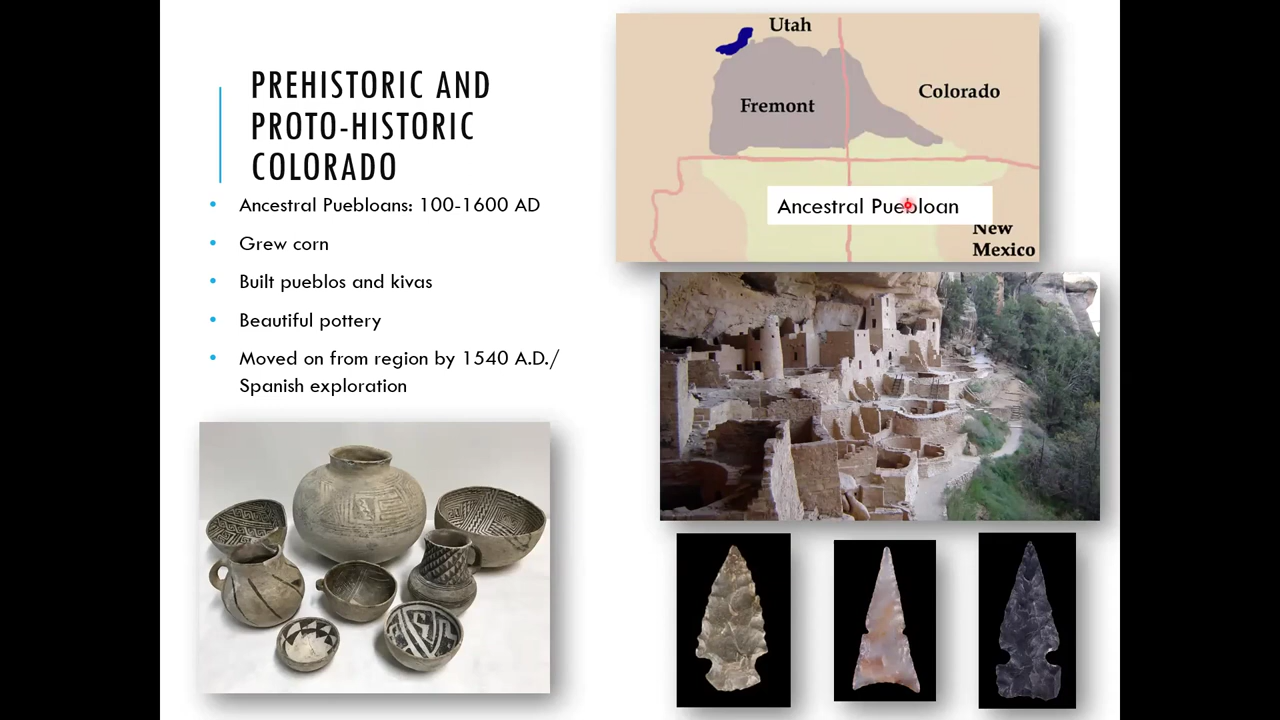 PREHISTORIC AND
PROTO-HISTORIC
COLORADO
• Ancestral Puebloans: 100-1600 AD
• Grew corn
• Built pueblos and kivas
• Beautiful pottery
• Moved on from region by 1540 A.D./
Spanish exploration
Utah
Colorado
Fremont
Ancestral Puebloan
New
Mexico